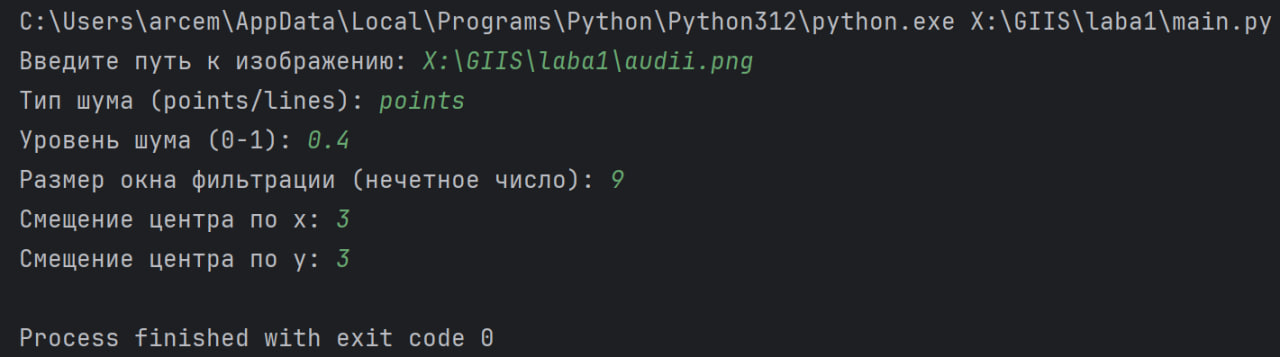 C:\Users\arcem\AppData\Local\Programs\Python\Python312\python.exe X:\GIIS\laba1\main.py
Введите путь к изображению: X:\GIIS\laba1\audii.png
Тип шума (points/lines): points
Уровень шума (0-1): 0.4
Размер окна фильтрации (нечетное число): 9
Смещение центра по x: 3
Смещение центра по y: 3
Process finished with exit code 0